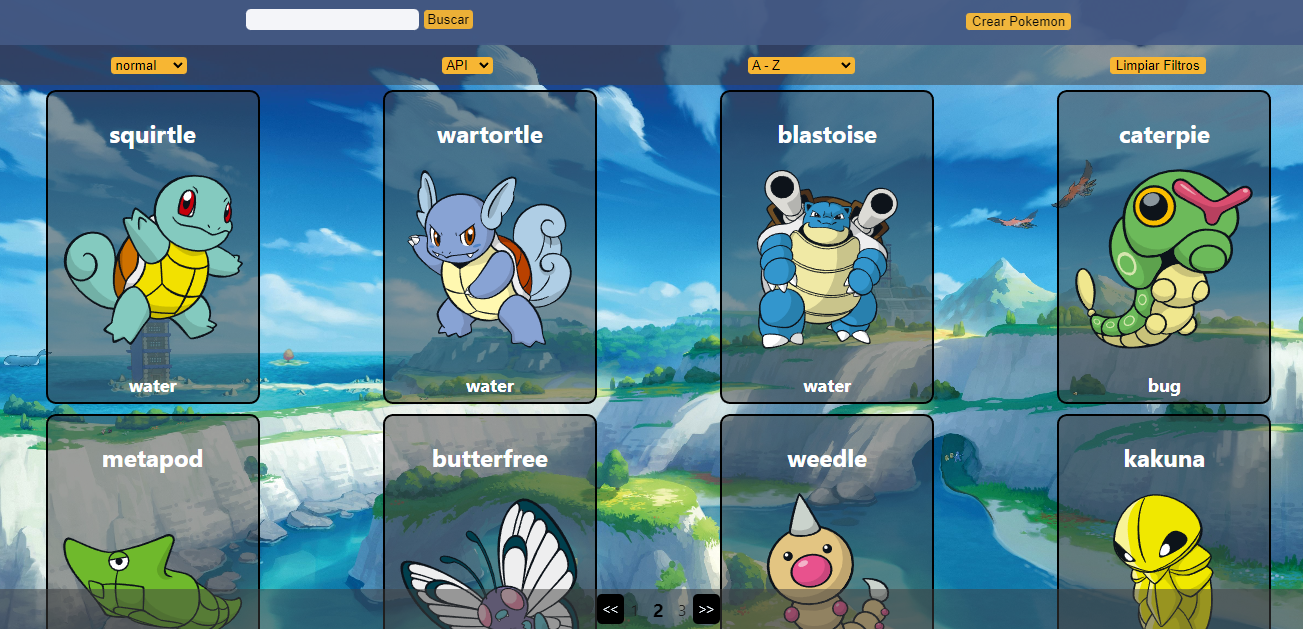 Buscar Crear Pokemon
normal API A - Z Limpiar Filtros
squirtle wartortle blastoise caterpie
water water water bug
metapod butterfree weedle kakuna
<< 1 2 3 >>